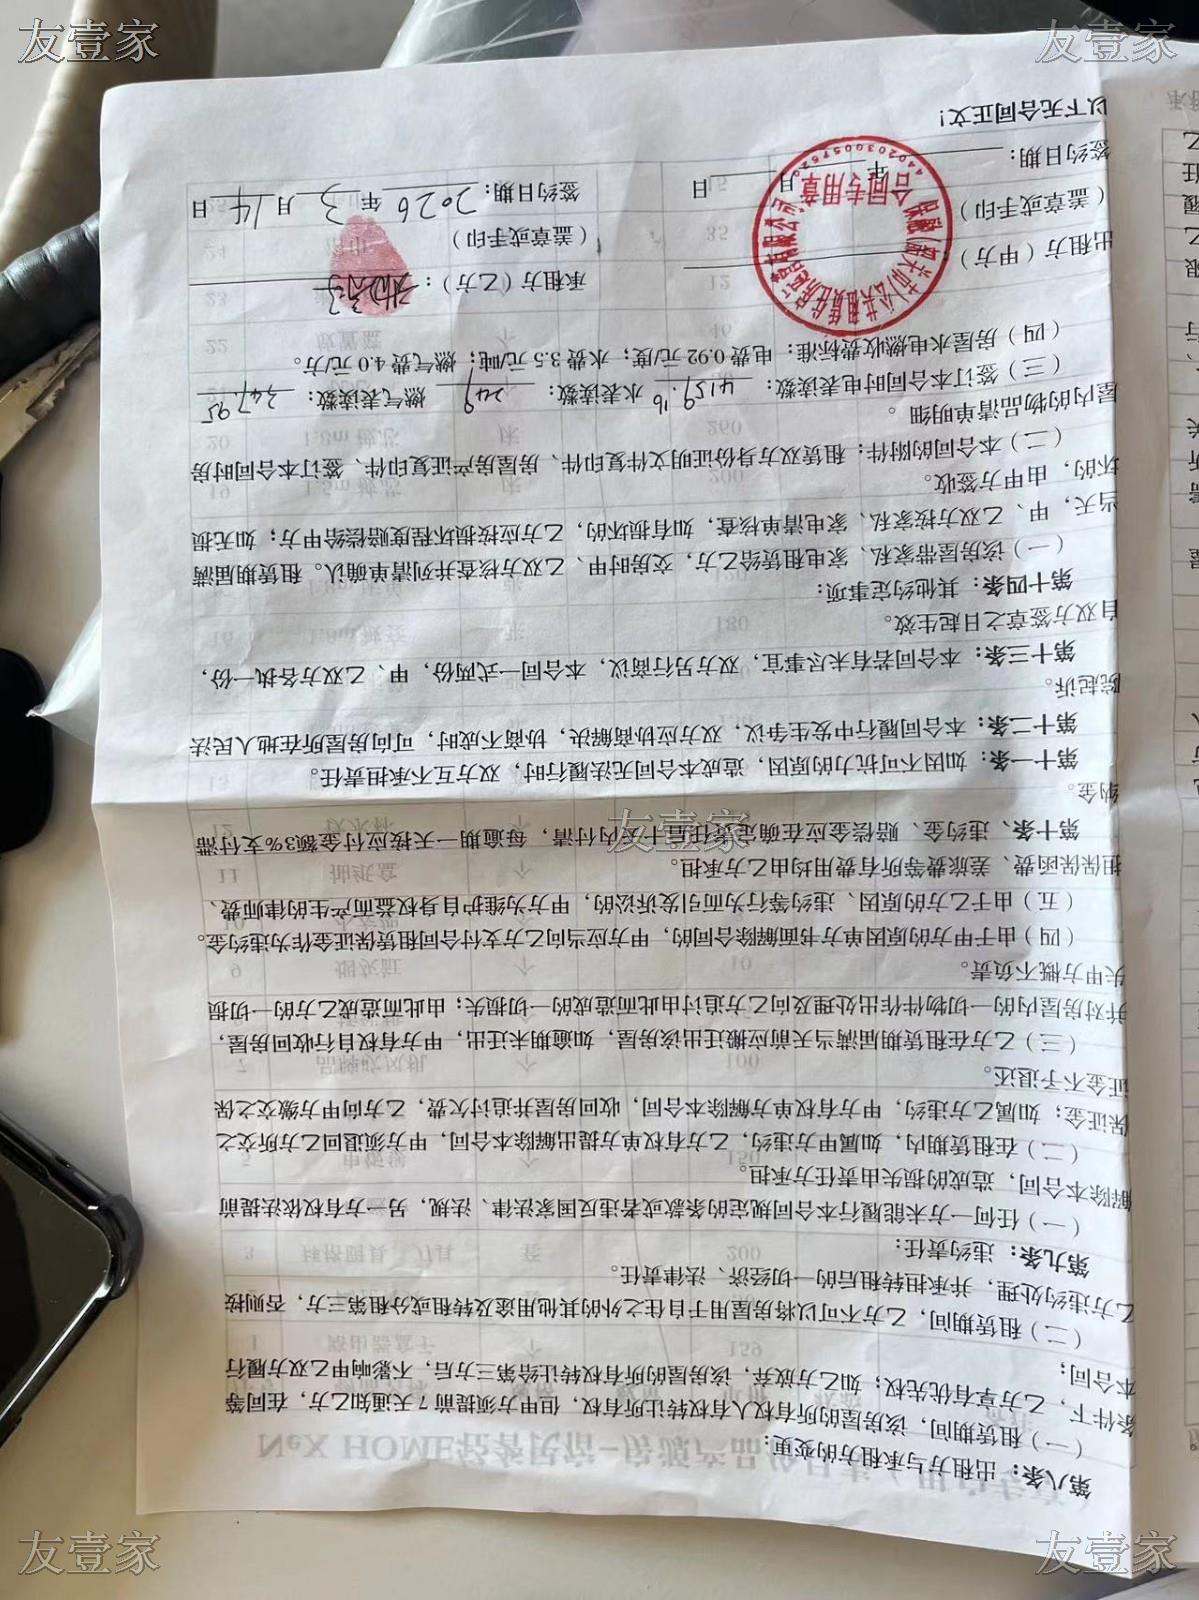 友壹家
友壹家
第八条：出租方与承租方的变更：
（一）租赁期间，该房屋的所有权人有权转让所有权，但甲方须提前7天通知乙方，在同等
条件下，乙方享有优先权；如乙方放弃，该房屋的所有权转让给第三方后，不影响甲乙双方履行
本合同；
（二）租赁期间，乙方不可以将房屋用于自住之外的其他用途及转租或分租第三方，否则按
乙方违约处理，并承担转租后的一切经济、法律责任。
第九条：违约责任：
（一）任何一方未能履行本合同规定的条款或者违反国家法律、法规，另一方有权依法提前
解除本合同，造成的损失由责任方承担。
（二）在租赁期内，如属甲方违约，乙方有权单方提出解除本合同，甲方须退回乙方所交之
保证金；如属乙方违约，甲方有权单方解除本合同，收回房屋并追讨欠费，乙方向甲方缴交之保
证金不予退还。
（三）乙方在租赁期届满当天前应搬迁出该房屋，如逾期未迁出，甲方有权自行收回房屋，
并对房屋内的一切物件作出处理及向乙方追讨由此而造成的一切损失；由此而造成乙方的一切损
失甲方概不负责。
（四）由于甲方的原因单方书面解除合同的，甲方应当向乙方支付合同租赁保证金作为违约金。
（五）由于乙方的原因、违约等行为而引发诉讼的，甲方为维护自身权益而产生的律师费、
担保保函费、差旅费等所有费用均由乙方承担。
第十条、违约金、赔偿金应在确定责任后十天内付清，每逾期一天按应付金额3%支付滞
纳金。
第十一条：如因不可抗力的原因，造成本合同无法履行时，双方互不承担责任。
第十二条：本合同履行中发生争议，双方应协商解决，协商不成时，可向房屋所在地人民法
院起诉。
第十三条：本合同若有未尽事宜，双方另行商议，本合同一式两份，甲、乙双方各执一份，
自双方签章之日起生效。
第十四条：其他约定事项：
（一）该房屋带家私、家电租赁给乙方，交房时甲、乙双方核查并列清单确认。租赁期届满
当天，甲、乙双方按家私、家电清单核查，如有损坏的，乙方应按损坏程度赔偿给甲方；如无损
坏的，由甲方签收。
（二）本合同的附件：租赁双方身份证明文件复印件、房屋房产证复印件、签订本合同时房
屋内的物品清单明细。
（三）签订本合同时电表读数：4159.16 水表读数：249 燃气表读数：347.95
（四）房屋水电燃收费标准：电费0.92元/度；水费3.5元/吨；燃气费4.0元/方。
出租方（甲方）：
承租方（乙方）：
（盖章或手印）
（盖章或手印）
签约日期： 年 月 日
签约日期：2026年3月14日
合同专用章
以下无合同正文！
友壹家
友壹家
友壹家